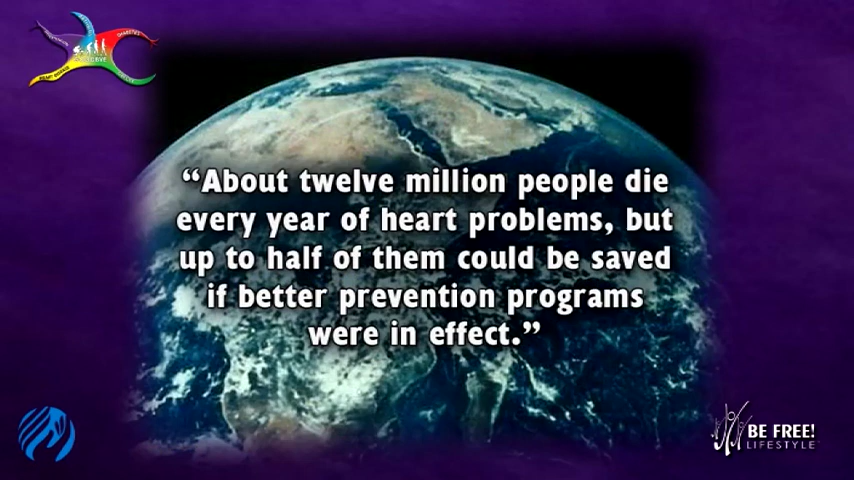 “About twelve million people die
every year of heart problems, but
up to half of them could be saved
if better prevention programs
were in effect.”
BE FREE!
LIFESTYLE